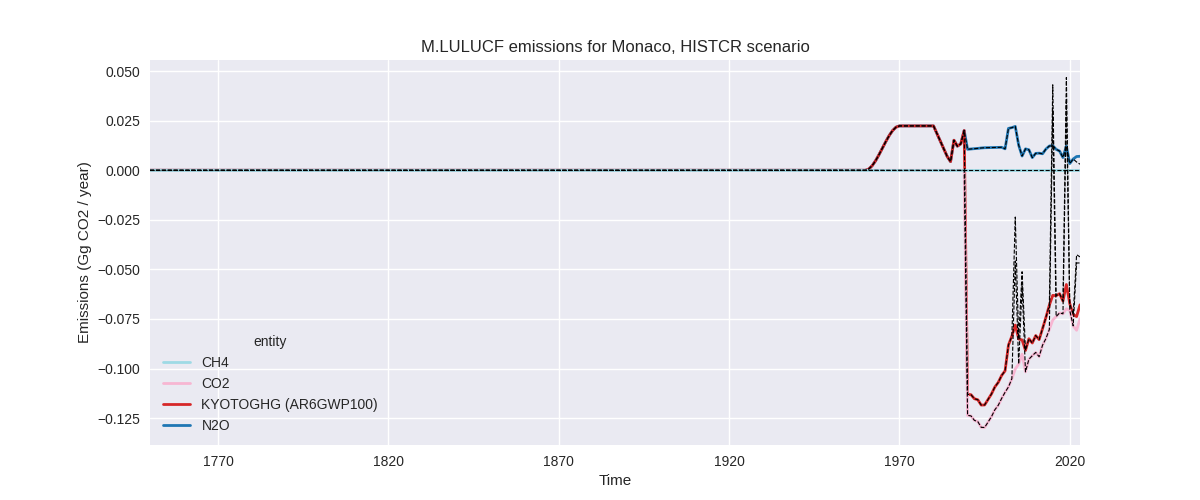 M.LULUCF emissions for Monaco, HISTCR scenario
Emissions (Gg CO2 / year)
0.050
0.025
0.000
−0.025
−0.050
−0.075
−0.100
−0.125
entity
CH4
CO2
KYOTOGHG (AR6GWP100)
N2O
1770 1820 1870 1920 1970 2020
Time